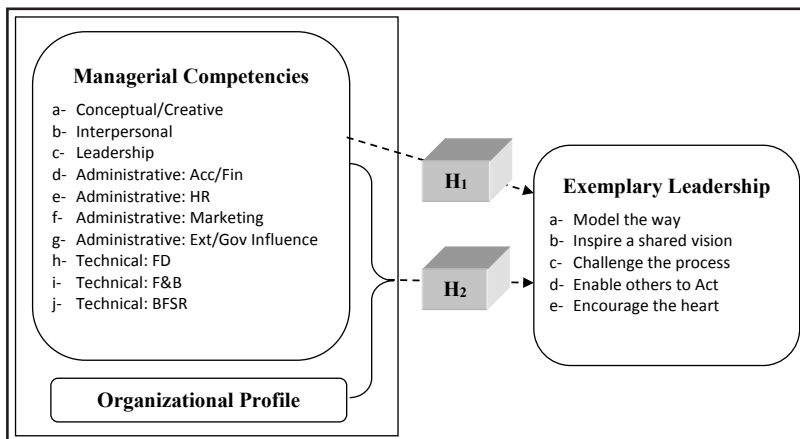 Managerial Competencies
a- Conceptual/Creative
b- Interpersonal
c- Leadership
d- Administrative: Acc/Fin
e- Administrative: HR
f- Administrative: Marketing
g- Administrative: Ext/Gov Influence
h- Technical: FD
i- Technical: F&B
j- Technical: BFSR
Organizational Profile
H1
H2
Exemplary Leadership
a- Model the way
b- Inspire a shared vision
c- Challenge the process
d- Enable others to Act
e- Encourage the heart